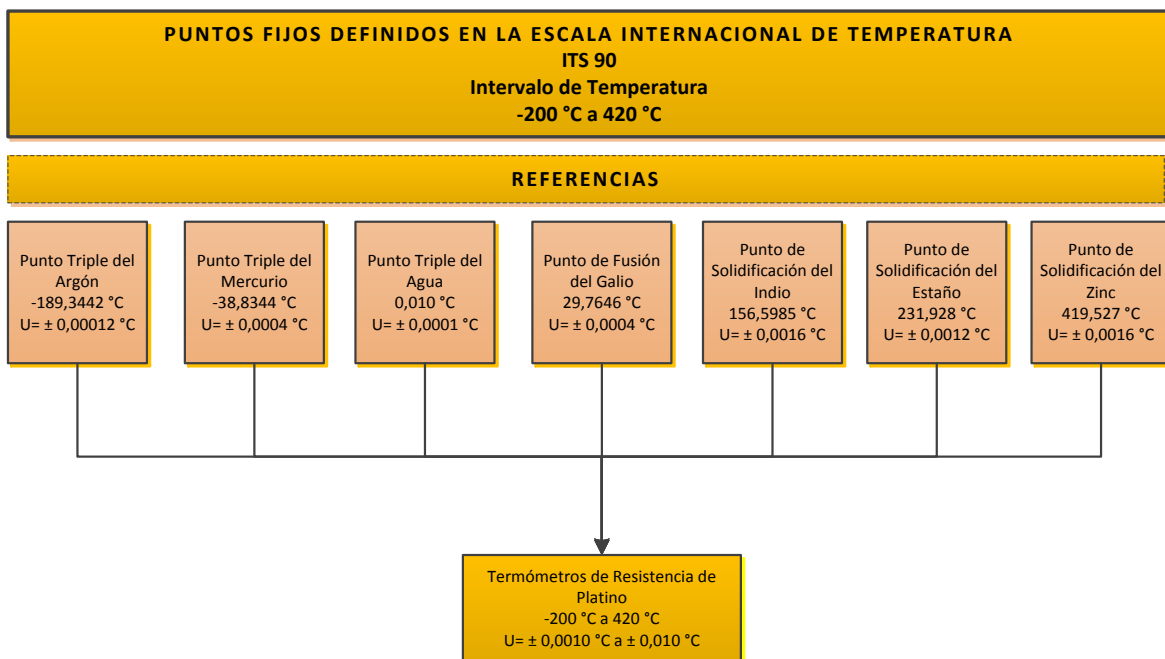 PUNTOS FIJOS DEFINIDOS EN LA ESCALA INTERNACIONAL DE TEMPERATURA
ITS 90
Intervalo de Temperatura
-200 °C a 420 °C
REFERENCIAS
Punto Triple del
Argón
-189,3442 °C
U= ± 0,00012 °C
Punto Triple del
Mercurio
-38,8344 °C
U= ± 0,0004 °C
Punto Triple del
Agua
0,010 °C
U= ± 0,0001 °C
Punto de Fusión
del Galio
29,7646 °C
U= ± 0,0004 °C
Punto de
Solidificación del
Indio
156,5985 °C
U= ± 0,0016 °C
Punto de
Solidificación del
Estaño
231,928 °C
U= ± 0,0012 °C
Punto de
Solidificación del
Zinc
419,527 °C
U= ± 0,0016 °C
Termómetros de Resistencia de
Platino
-200 °C a 420 °C
U= ± 0,0010 °C a ± 0,010 °C